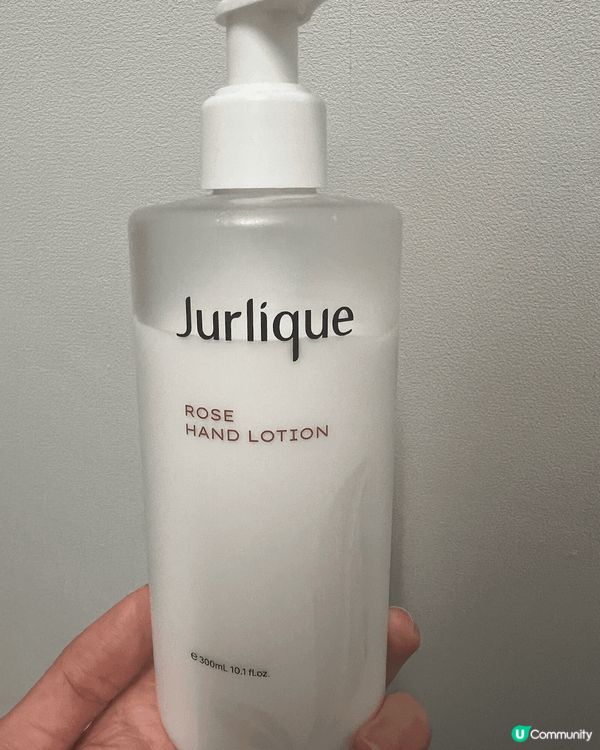 Jurlique
ROSE
HAND LOTION
℮ 300mL 10.1 fl.oz.
U Community